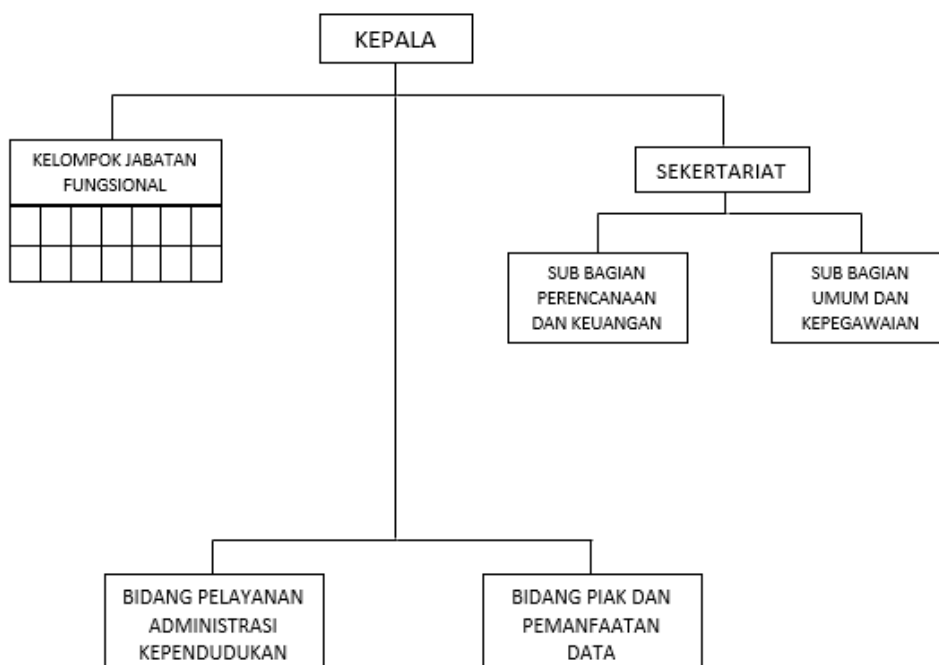 KEPALA
KELOMPOK JABATAN
FUNGSIONAL
SEKERTARIAT
SUB BAGIAN
PERENCANAAN
DAN KEUANGAN
SUB BAGIAN
UMUM DAN
KEPEGAWAIAN
BIDANG PELAYANAN
ADMINISTRASI
KEPENDUDUKAN
BIDANG PIAK DAN
PEMANFAATAN
DATA